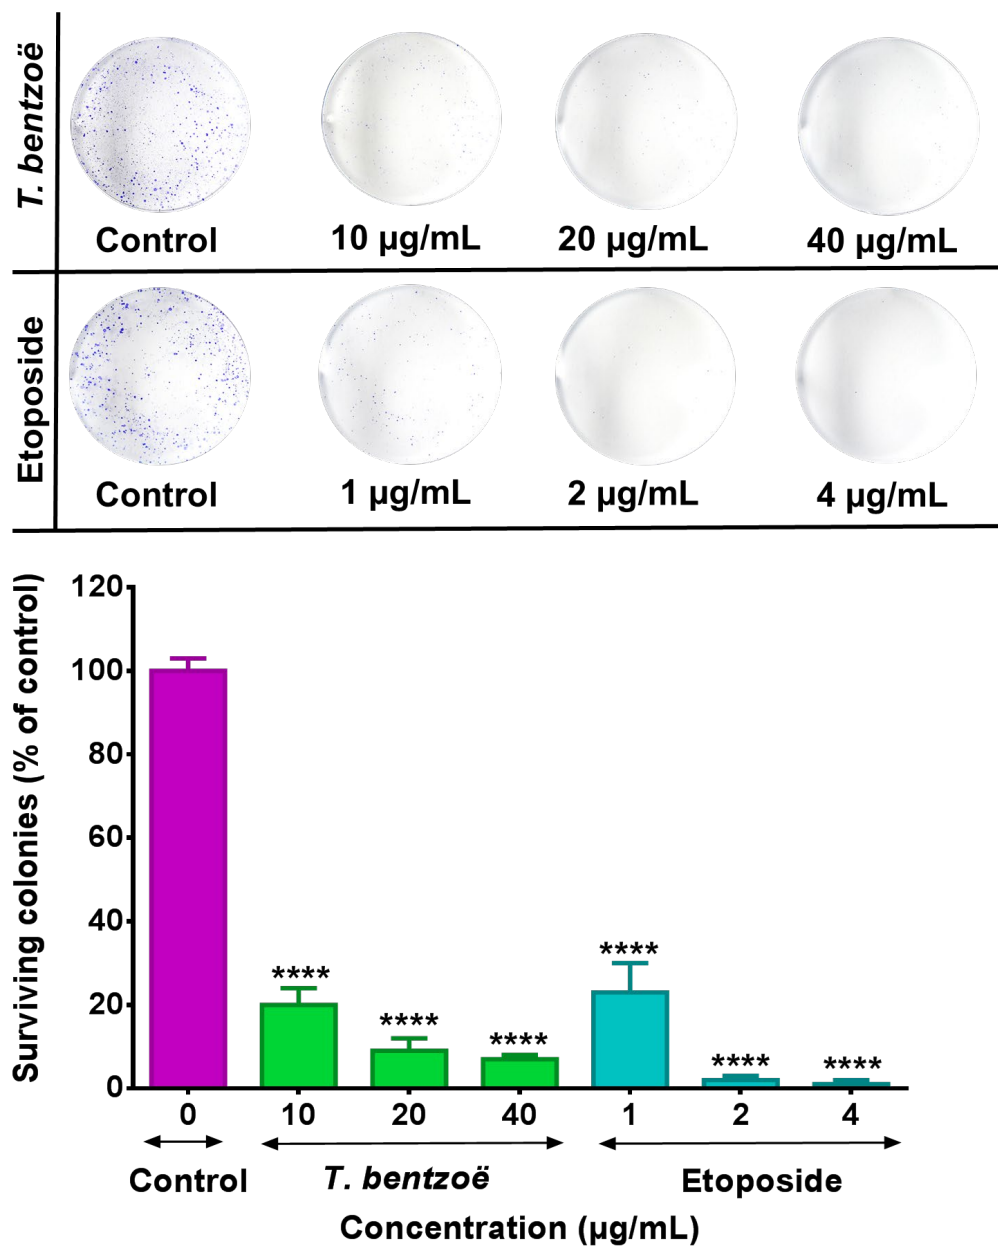 T. bentzoë
Control
10 µg/mL
20 µg/mL
40 µg/mL
Etoposide
Control
1 µg/mL
2 µg/mL
4 µg/mL
Surviving colonies (% of control)
120
100
80
60
40
20
0
****
****
****
****
****
****
0
10
20
40
1
2
4
Control
T. bentzoë
Etoposide
Concentration (µg/mL)